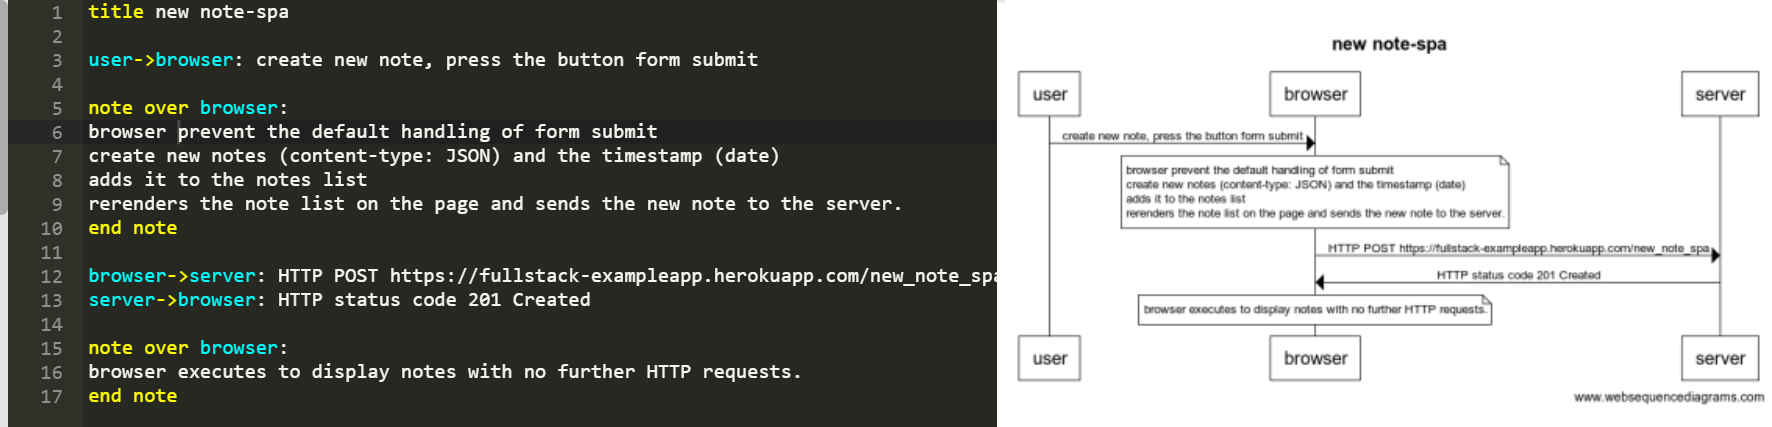 1 title new note-spa
2
3 user->browser: create new note, press the button form submit
4
5 note over browser:
6 browser prevent the default handling of form submit
7 create new notes (content-type: JSON) and the timestamp (date)
8 adds it to the notes list
9 rerenders the note list on the page and sends the new note to the server.
10 end note
11
12 browser->server: HTTP POST https://fullstack-exampleapp.herokuapp.com/new_note_spa
13 server->browser: HTTP status code 201 Created
14
15 note over browser:
16 browser executes to display notes with no further HTTP requests.
17 end note
new note-spa
user browser server
create new note, press the button form submit
browser prevent the default handling of form submit
create new notes (content-type: JSON) and the timestamp (date)
adds it to the notes list
rerenders the note list on the page and sends the new note to the server.
HTTP POST https://fullstack-exampleapp.herokuapp.com/new_note_spa
HTTP status code 201 Created
browser executes to display notes with no further HTTP requests.
user browser server
www.websequencediagrams.com